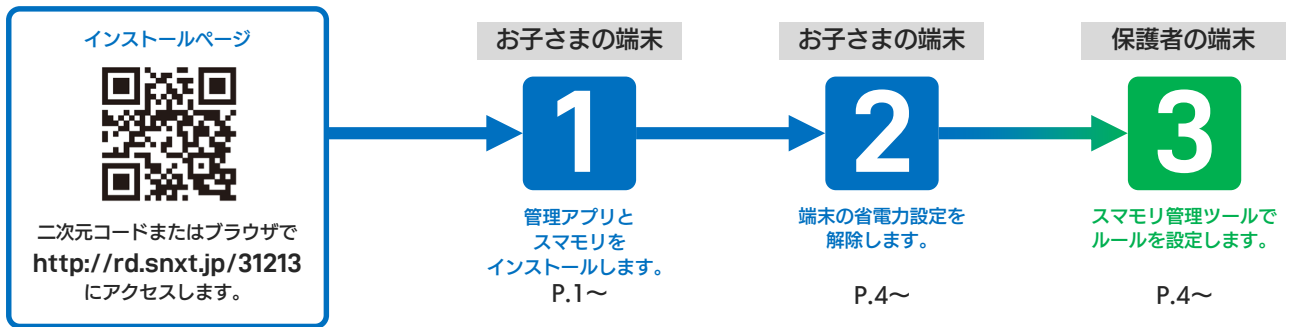 インストールページ
二次元コードまたはブラウザで
http://rd.snxt.jp/31213
にアクセスします。
お子さまの端末
1
管理アプリと
スマモリを
インストールします。
P.1〜
お子さまの端末
2
端末の省電力設定を
解除します。
P.4〜
保護者の端末
3
スマモリ管理ツールで
ルールを設定します。
P.4〜